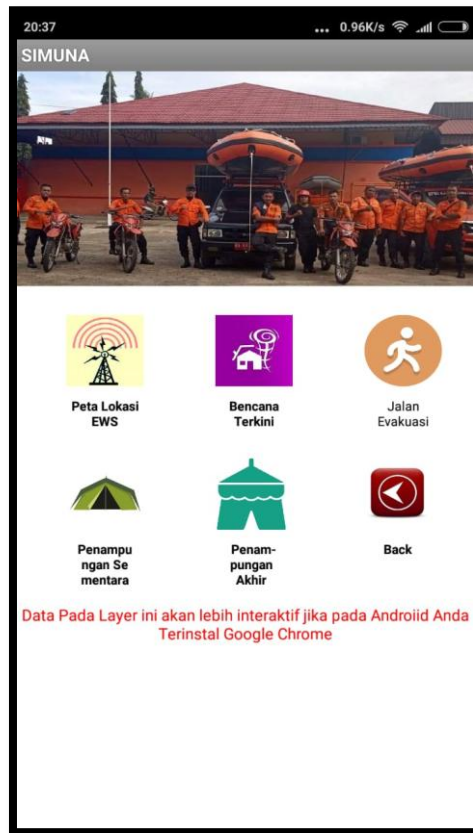 20:37
... 0.96K/s
SIMUNA
Peta Lokasi
EWS
Bencana
Terkini
Jalan
Evakuasi
Penampu
ngan Se
mentara
Penam-
pungan
Akhir
Back
Data Pada Layer ini akan lebih interaktif jika pada Androiid Anda
Terinstal Google Chrome